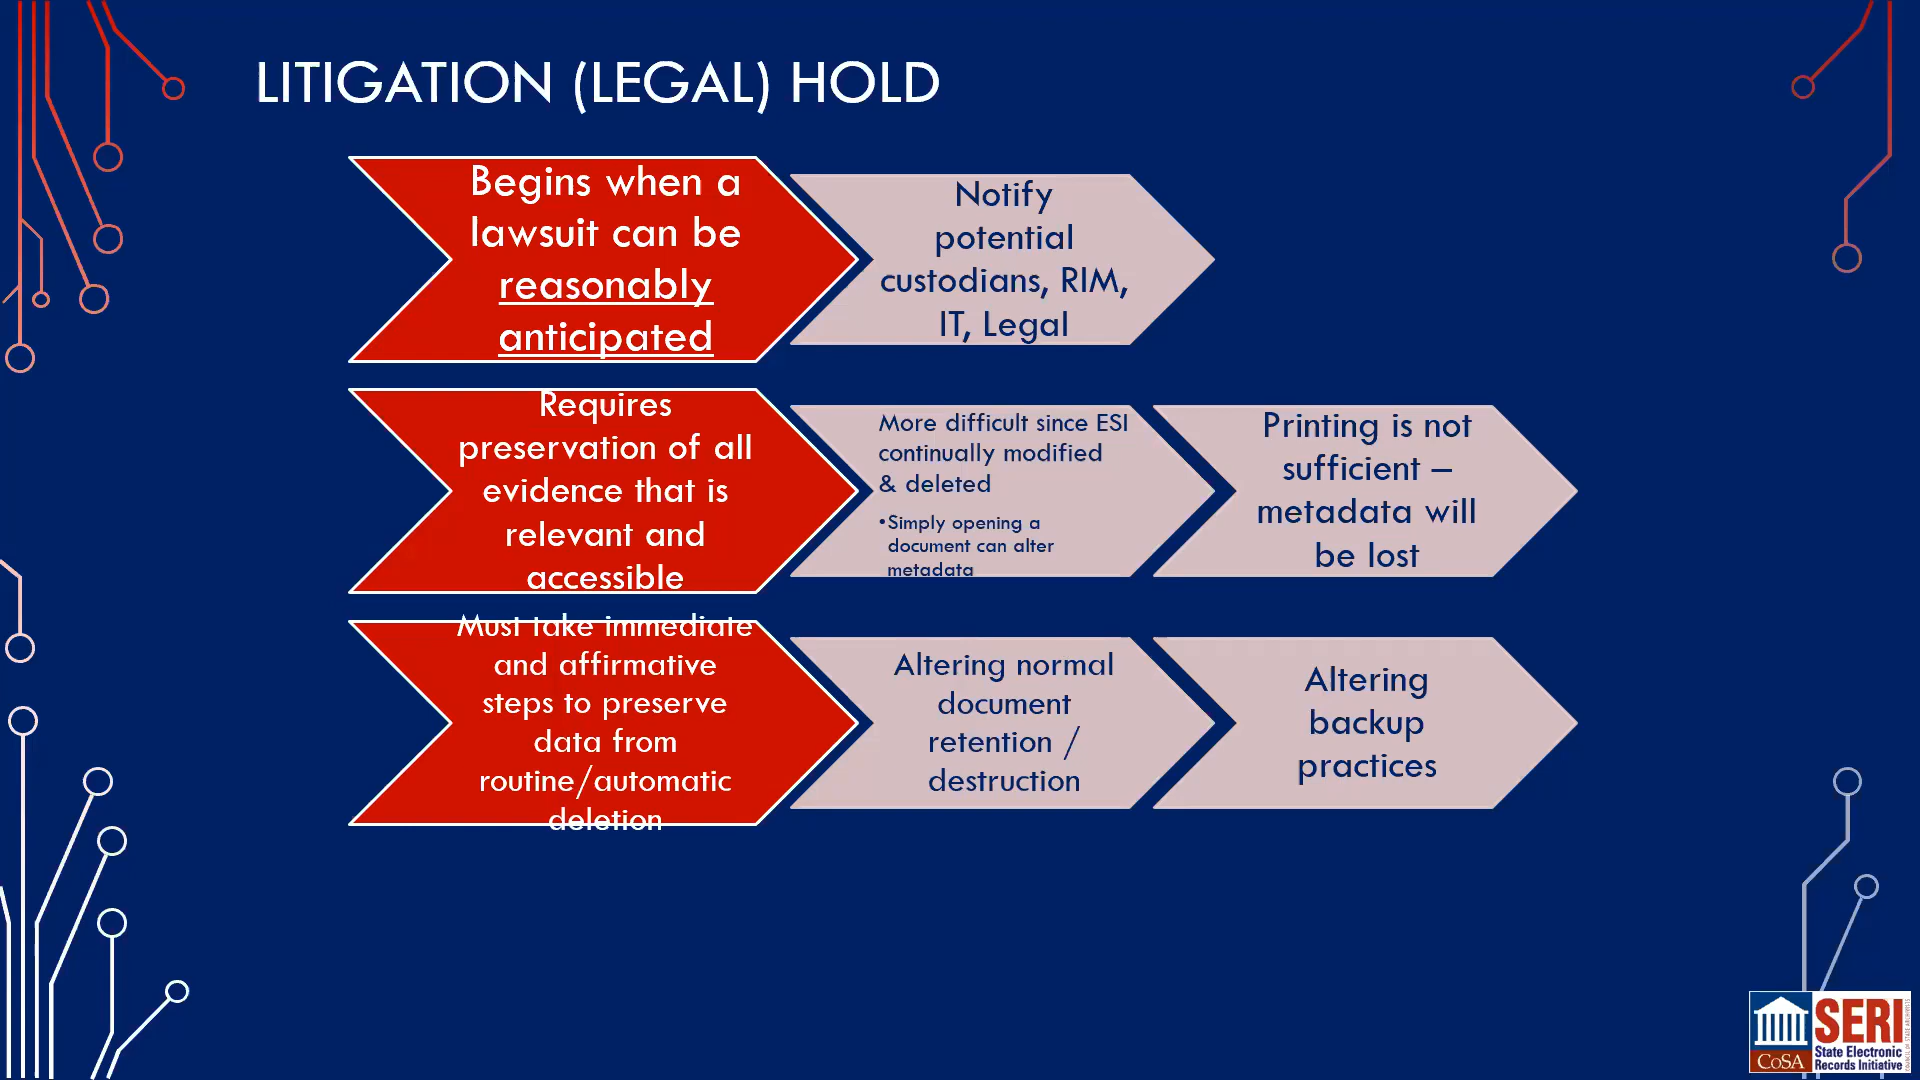 LITIGATION (LEGAL) HOLD
Begins when a
lawsuit can be
reasonably
anticipated
Notify
potential
custodians, RIM,
IT, Legal
Requires
preservation of all
evidence that is
relevant and
accessible
More difficult since ESI
continually modified
& deleted
•Simply opening a
document can alter
metadata
Printing is not
sufficient –
metadata will
be lost
Must take immediate
and affirmative
steps to preserve
data from
routine/automatic
deletion
Altering normal
document
retention /
destruction
Altering
backup
practices
CoSA
SERI
State Electronic
Records Initiative